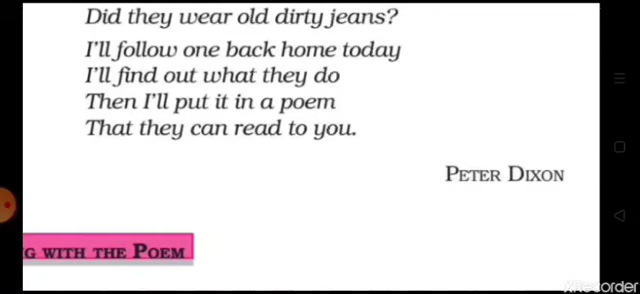 Did they wear old dirty jeans?
I'll follow one back home today
I'll find out what they do
Then I'll put it in a poem
That they can read to you.
PETER DIXON
G WITH THE POEM
XRecorder